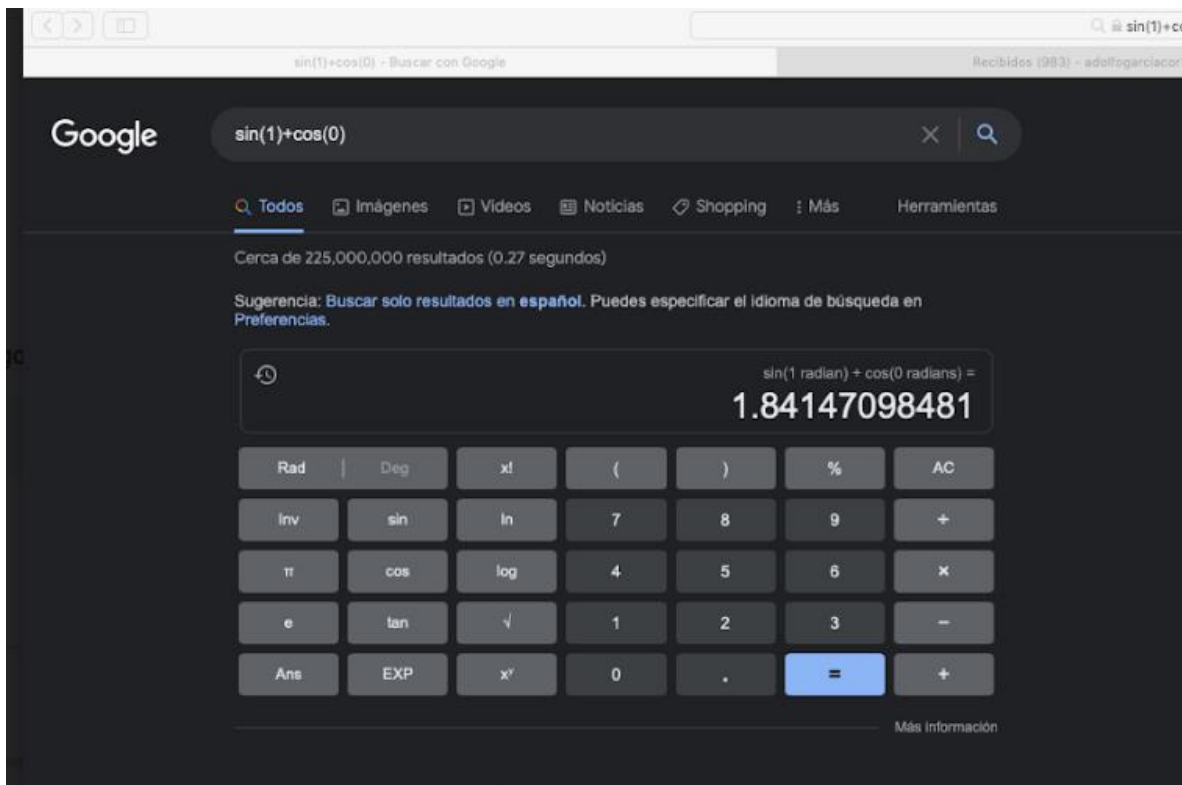 sin(1)+co
sin(1)+cos(0) - Buscar con Google
Recibidos (983) - adolfogarciacor
Google
sin(1)+cos(0)
Todos Imágenes Videos Noticias Shopping Más Herramientas
Cerca de 225,000,000 resultados (0.27 segundos)
Sugerencia: Buscar solo resultados en español. Puedes especificar el idioma de búsqueda en
Preferencias.
sin(1 radian) + cos(0 radians) =
1.84147098481
Rad | Deg x! ( ) % AC
Inv sin ln 7 8 9 ÷
π cos log 4 5 6 ×
e tan √ 1 2 3 −
Ans EXP xʸ 0 . = +
Más información